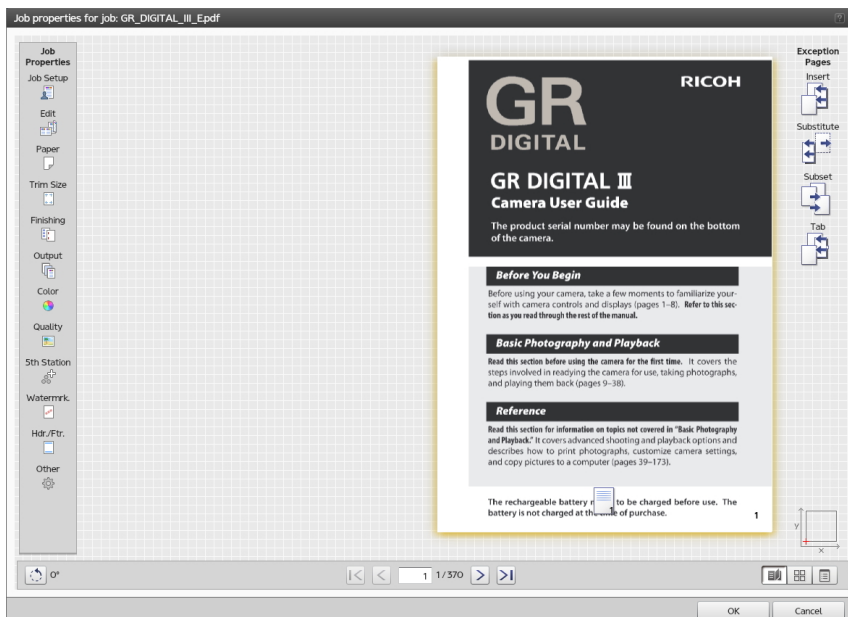 Job properties for job: GR_DIGITAL_III_E.pdf
Job
Properties
Job Setup
Edit
Paper
Trim Size
Finishing
Output
Color
Quality
5th Station
Watermrk.
Hdr./Ftr.
Other
RICOH
GR
DIGITAL
GR DIGITAL III
Camera User Guide
The product serial number may be found on the bottom
of the camera.
Before You Begin
Before using your camera, take a few moments to familiarize your-
self with camera controls and displays (pages 1–8). Refer to this sec-
tion as you read through the rest of the manual.
Basic Photography and Playback
Read this section before using the camera for the first time. It covers the
steps involved in readying the camera for use, taking photographs,
and playing them back (pages 9–38).
Reference
Read this section for information on topics not covered in "Basic Photography
and Playback." It covers advanced shooting and playback options and
describes how to print photographs, customize camera settings,
and copy pictures to a computer (pages 39–173).
The rechargeable battery to be charged before use. The
battery is not charged at of purchase.
1
1
Exception
Pages
Insert
Substitute
Subset
Tab
y
x
0°
1 1/370
OK Cancel